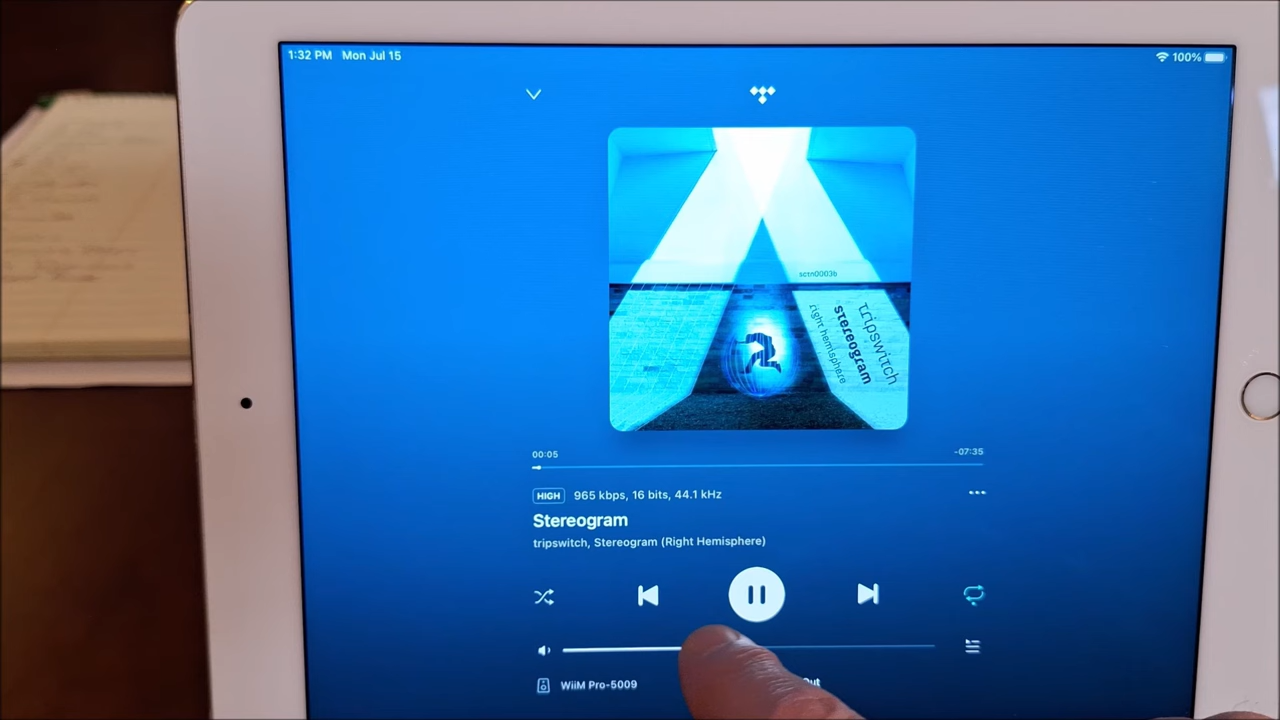 1:32 PM Mon Jul 15
100%
sctn0003b
tripswitch
stereogram
right hemisphere
00:05
-07:35
HIGH 965 kbps, 16 bits, 44.1 kHz
Stereogram
tripswitch, Stereogram (Right Hemisphere)
WiiM Pro-5009